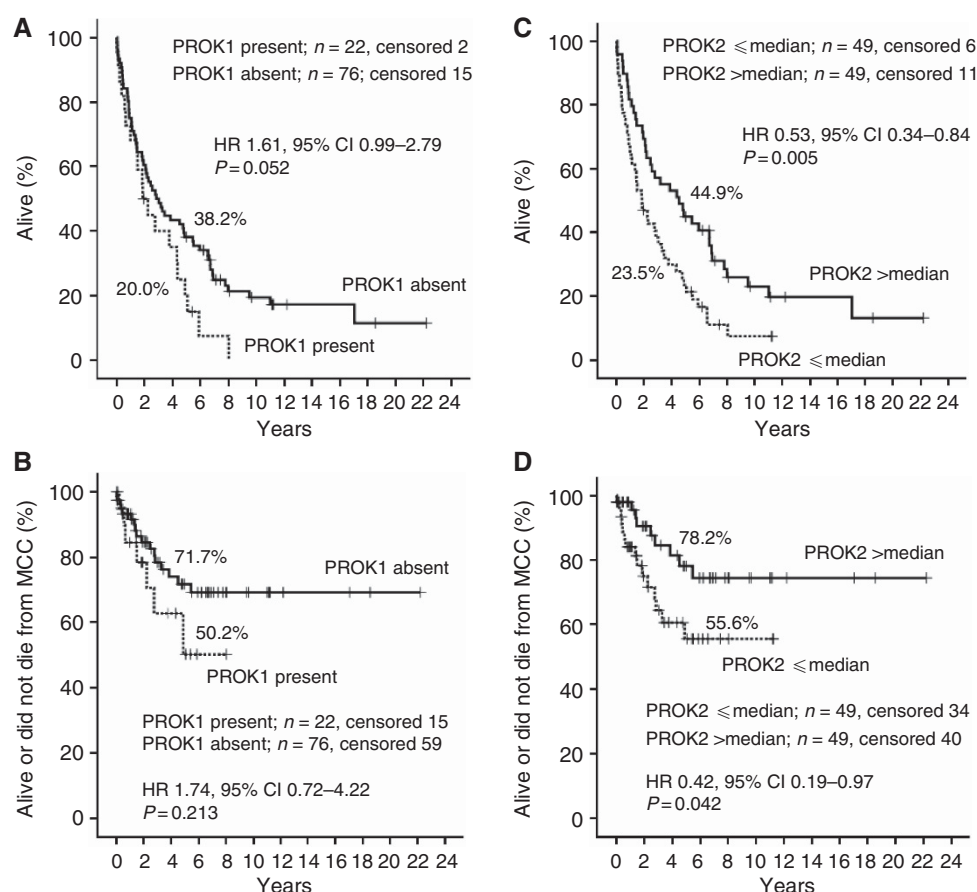 A
100
80
60
40
20
0
Alive (%)
PROK1 present; n = 22, censored 2
PROK1 absent; n = 76; censored 15
HR 1.61, 95% CI 0.99–2.79
P = 0.052
38.2%
20.0%
PROK1 absent
PROK1 present
0 2 4 6 8 10 12 14 16 18 20 22 24
Years
C
100
80
60
40
20
0
Alive (%)
PROK2 ⩽median; n = 49, censored 6
PROK2 >median; n = 49, censored 11
HR 0.53, 95% CI 0.34–0.84
P = 0.005
44.9%
23.5%
PROK2 >median
PROK2 ⩽median
0 2 4 6 8 10 12 14 16 18 20 22 24
Years
B
100
80
60
40
20
0
Alive or did not die from MCC (%)
71.7%
PROK1 absent
50.2%
PROK1 present
PROK1 present; n = 22, censored 15
PROK1 absent; n = 76, censored 59
HR 1.74, 95% CI 0.72–4.22
P = 0.213
0 2 4 6 8 10 12 14 16 18 20 22 24
Years
D
100
80
60
40
20
0
Alive or did not die from MCC (%)
78.2%
PROK2 >median
55.6%
PROK2 ⩽median
PROK2 ⩽median; n = 49, censored 34
PROK2 >median; n = 49, censored 40
HR 0.42, 95% CI 0.19–0.97
P = 0.042
0 2 4 6 8 10 12 14 16 18 20 22 24
Years